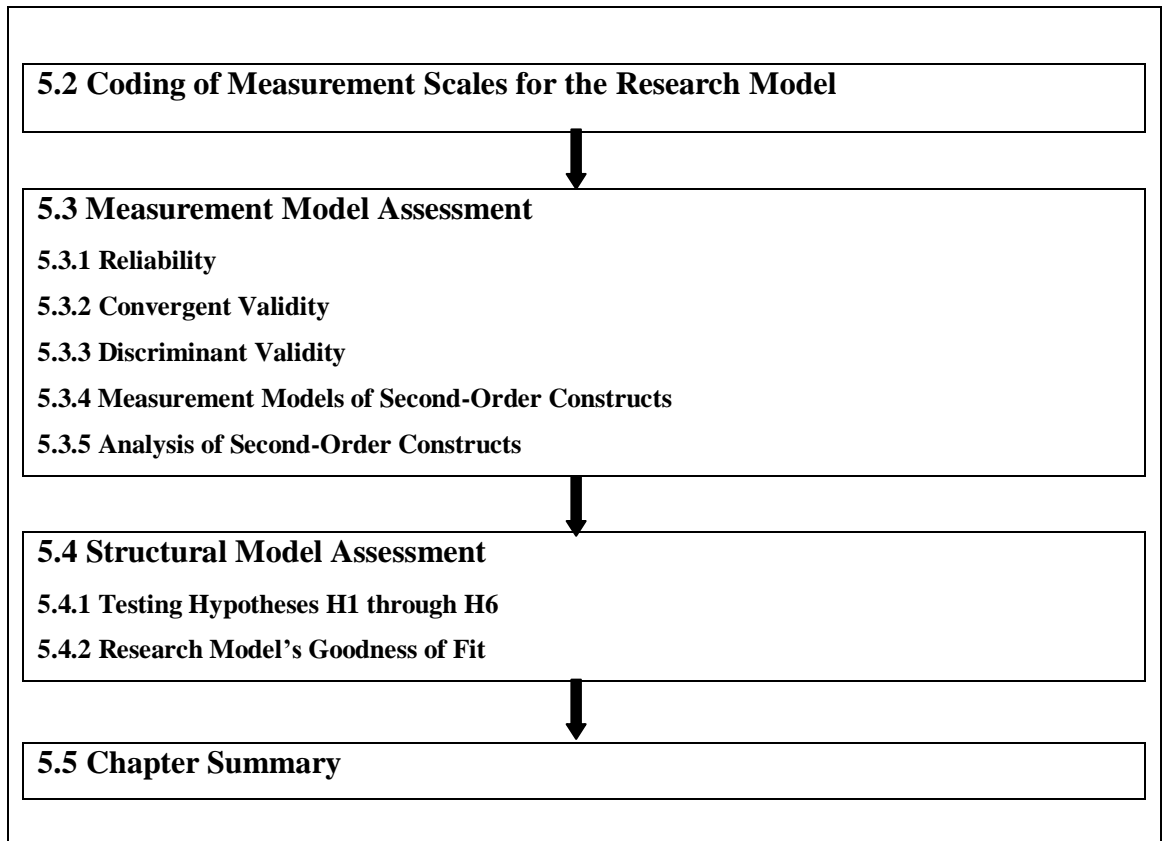 5.2 Coding of Measurement Scales for the Research Model
5.3 Measurement Model Assessment
5.3.1 Reliability
5.3.2 Convergent Validity
5.3.3 Discriminant Validity
5.3.4 Measurement Models of Second-Order Constructs
5.3.5 Analysis of Second-Order Constructs
5.4 Structural Model Assessment
5.4.1 Testing Hypotheses H1 through H6
5.4.2 Research Model’s Goodness of Fit
5.5 Chapter Summary